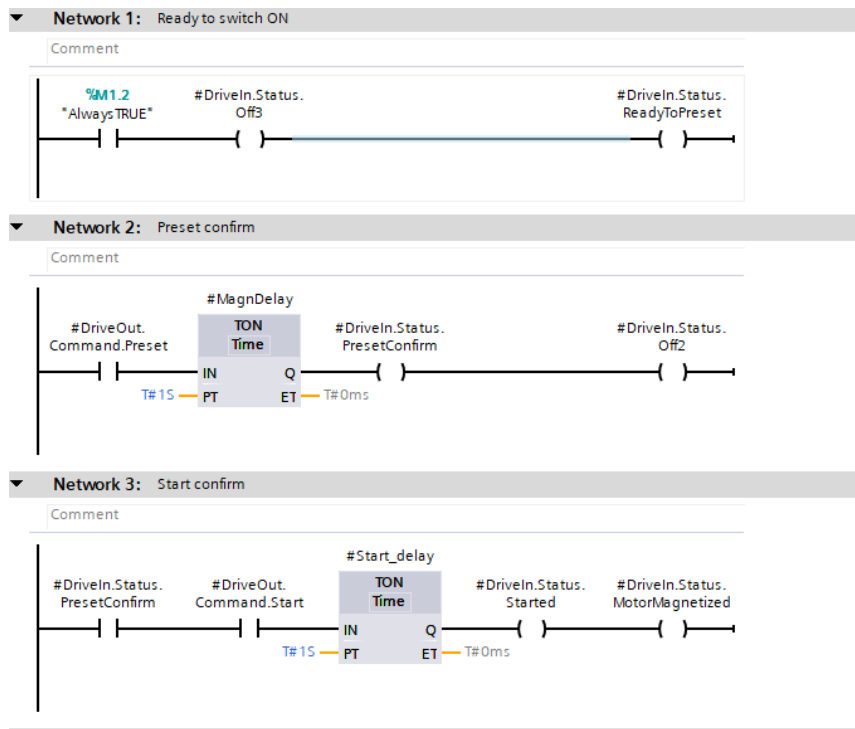 Network 1: Ready to switch ON
Comment
%M1.2
"AlwaysTRUE"
#DriveIn.Status.
Off3
#DriveIn.Status.
ReadyToPreset
Network 2: Preset confirm
Comment
#MagnDelay
#DriveOut.
Command.Preset
TON
Time
#DriveIn.Status.
PresetConfirm
#DriveIn.Status.
Off2
IN Q
T#1S PT ET T#0ms
Network 3: Start confirm
Comment
#Start_delay
#DriveIn.Status.
PresetConfirm
#DriveOut.
Command.Start
TON
Time
#DriveIn.Status.
Started
#DriveIn.Status.
MotorMagnetized
IN Q
T#1S PT ET T#0ms